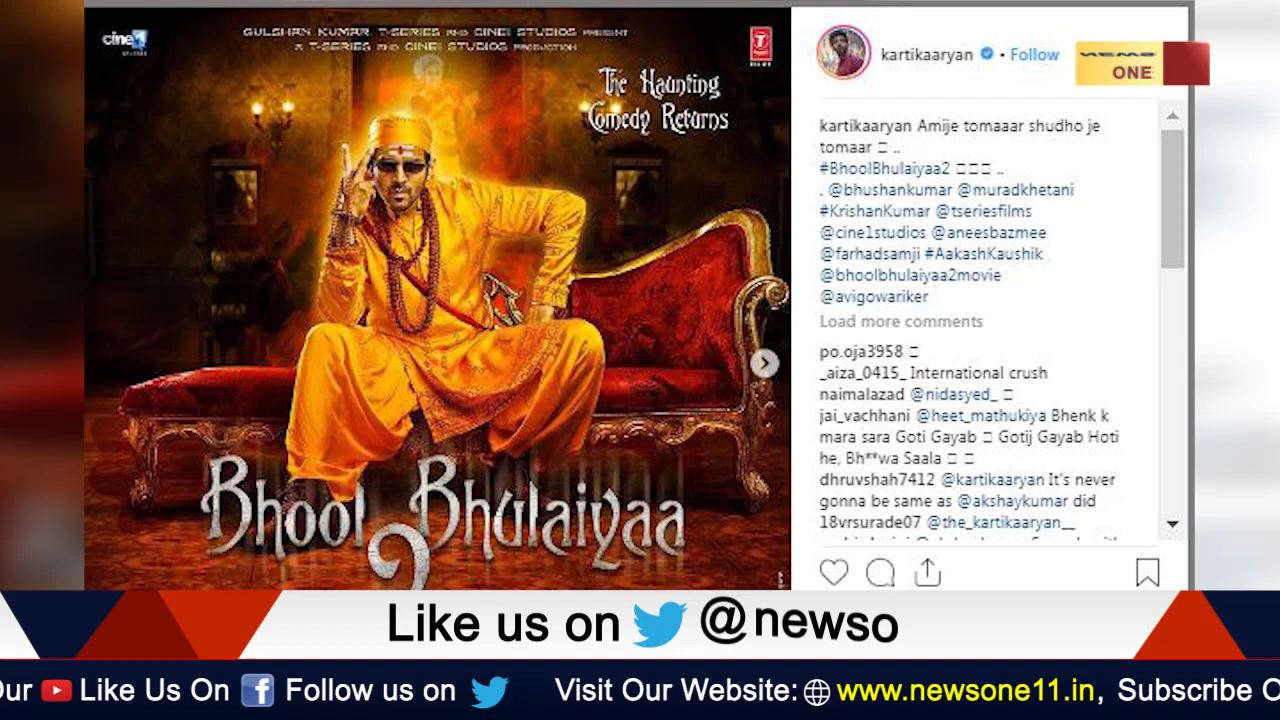 cine1
STUDIOS
GULSHAN KUMAR, T-SERIES AND CINE1 STUDIOS PRESENT
A T-SERIES AND CINE1 STUDIOS PRODUCTION
T
The Haunting
Comedy Returns
Bhool Bhulaiyaa
2
kartikaaryan • Follow
NEWS
ONE
kartikaaryan Amije tomaaar shudho je
tomaar ..
#BhoolBhulaiyaa2 ..
. @bhushankumar @muradkhetani
#KrishanKumar @tseriesfilms
@cine1studios @aneesbazmee
@farhadsamji #AakashKaushik
@bhoolbhulaiyaa2movie
@avigowariker
Load more comments
po.oja3958
_aiza_0415_ International crush
naimalazad @nidasyed_
jai_vachhani @heet_mathukiya Bhenk k
mara sara Goti Gayab Gotij Gayab Hoti
he, Bh**wa Saala
dhruvshah7412 @kartikaaryan It's never
gonna be same as @akshaykumar did
18vrsurade07 @the_kartikaaryan__
Like us on @newso
Our Like Us On Follow us on Visit Our Website: www.newsone11.in, Subscribe O